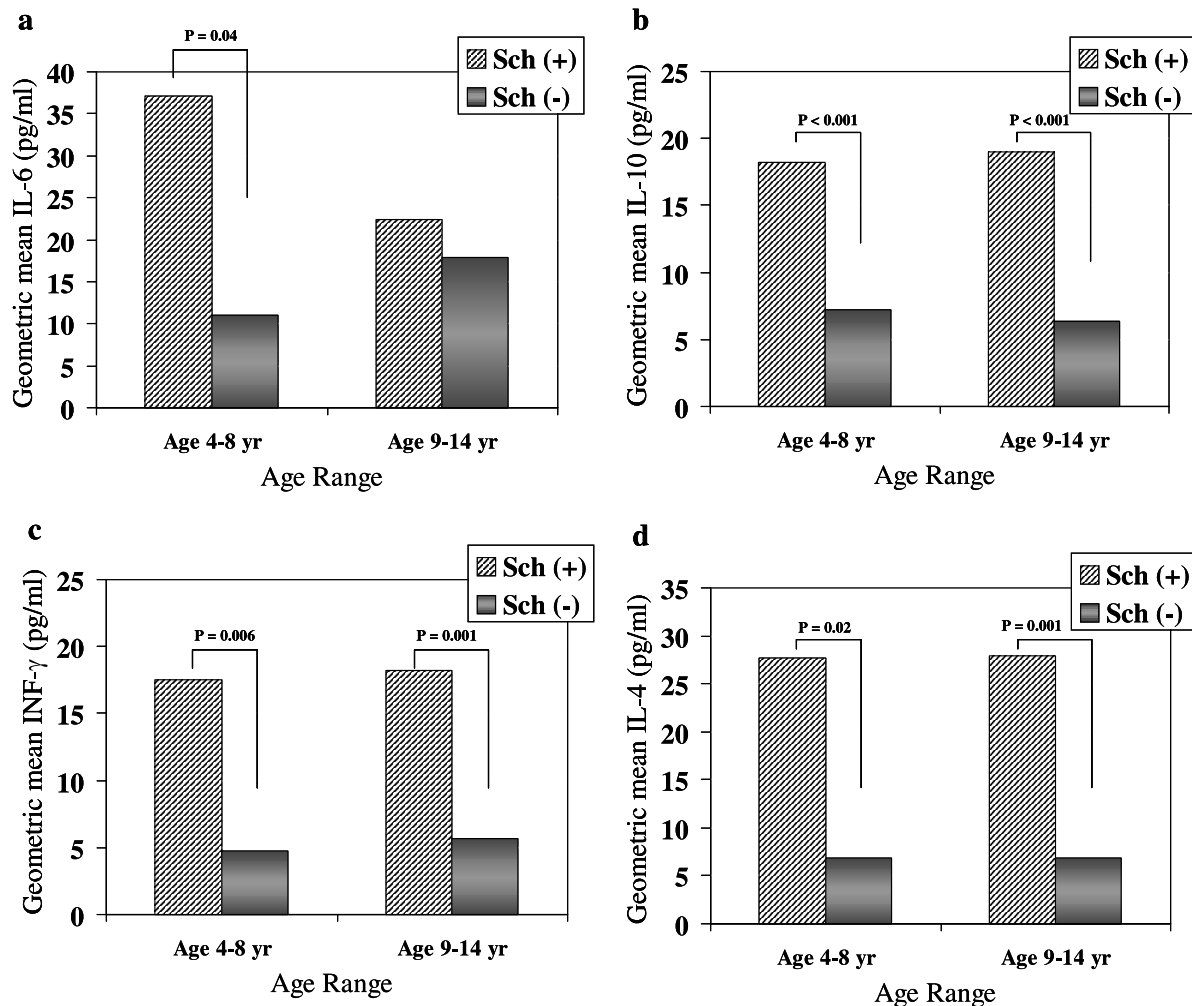 a
P = 0.04
Sch (+)
Sch (-)
Geometric mean IL-6 (pg/ml)
40
35
30
25
20
15
10
5
0
Age 4-8 yr
Age 9-14 yr
Age Range
b
Sch (+)
Sch (-)
P < 0.001
P < 0.001
Geometric mean IL-10 (pg/ml)
25
20
15
10
5
0
Age 4-8 yr
Age 9-14 yr
Age Range
c
Sch (+)
Sch (-)
P = 0.006
P = 0.001
Geometric mean INF-γ (pg/ml)
25
20
15
10
5
0
Age 4-8 yr
Age 9-14 yr
Age Range
d
Sch (+)
Sch (-)
P = 0.02
P = 0.001
Geometric mean IL-4 (pg/ml)
35
30
25
20
15
10
5
0
Age 4-8 yr
Age 9-14 yr
Age Range